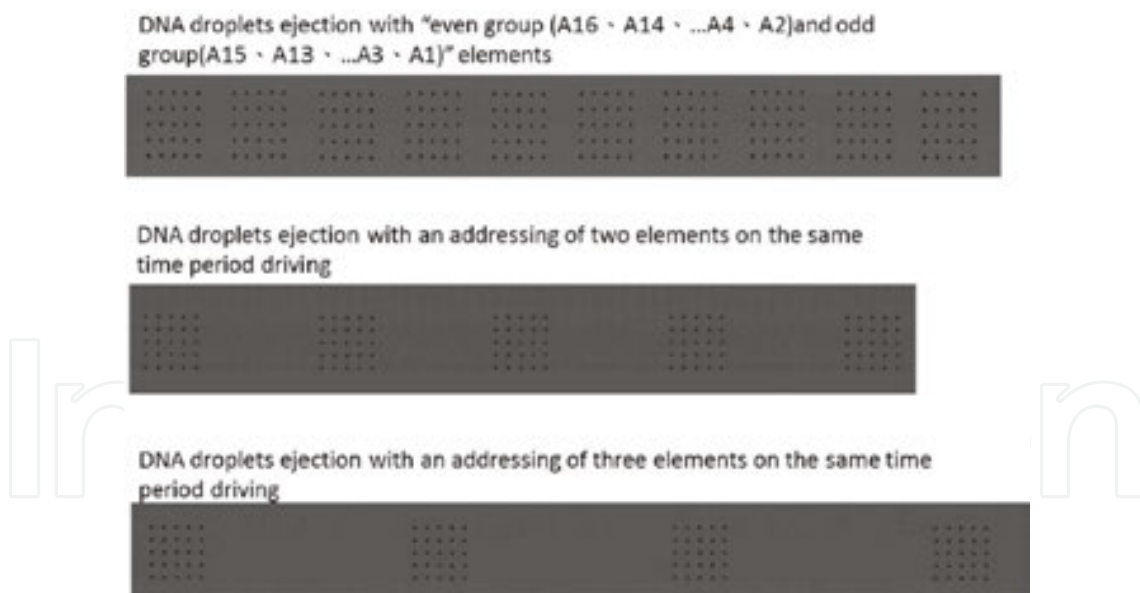 DNA droplets ejection with “even group (A16、A14、...A4、A2)and odd
group(A15、A13、...A3、A1)” elements
DNA droplets ejection with an addressing of two elements on the same
time period driving
DNA droplets ejection with an addressing of three elements on the same time
period driving